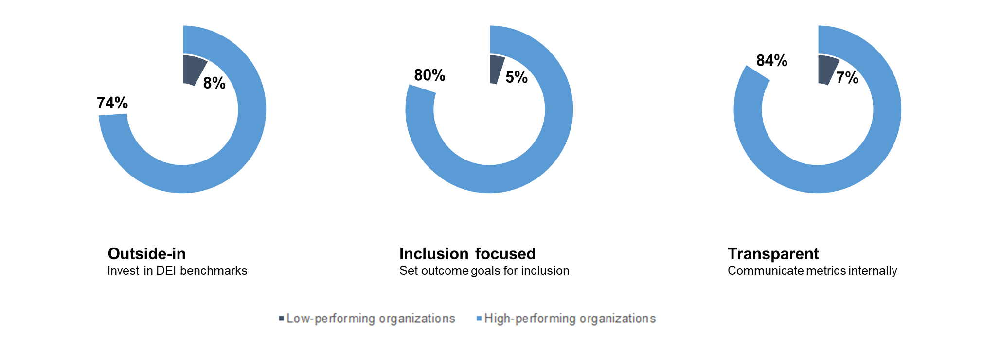 74%
8%
80%
5%
84%
7%
Outside-in
Invest in DEI benchmarks
Inclusion focused
Set outcome goals for inclusion
Transparent
Communicate metrics internally
Low-performing organizations
High-performing organizations